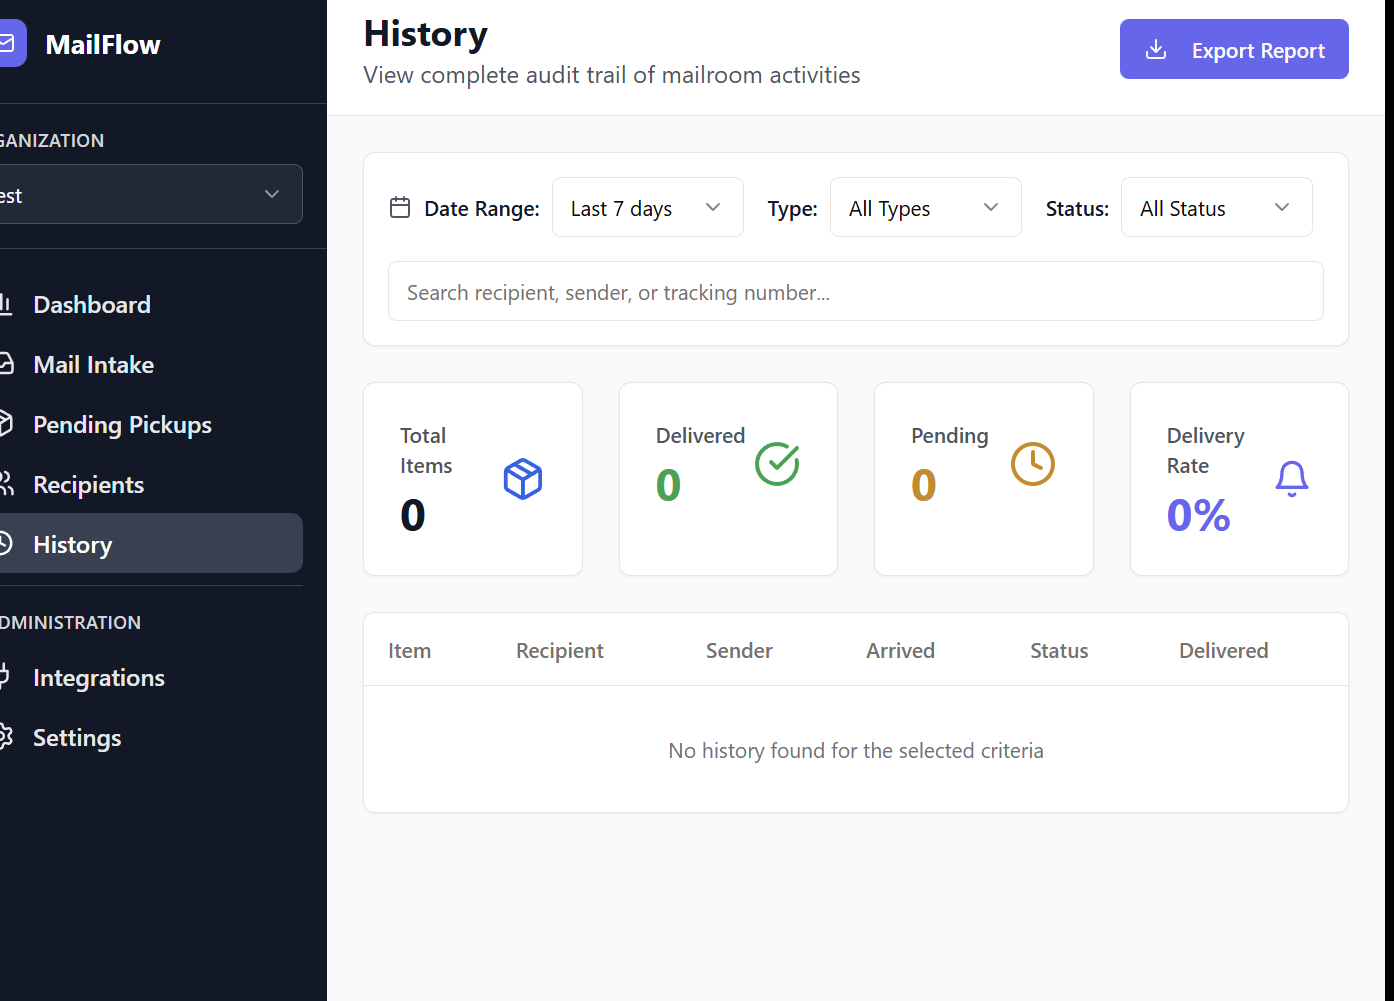 MailFlow
GANIZATION
est
Dashboard
Mail Intake
Pending Pickups
Recipients
History
DMINISTRATION
Integrations
Settings
History
View complete audit trail of mailroom activities
Export Report
Date Range: Last 7 days Type: All Types Status: All Status
Search recipient, sender, or tracking number...
Total
Items
0
Delivered
0
Pending
0
Delivery
Rate
0%
Item Recipient Sender Arrived Status Delivered
No history found for the selected criteria